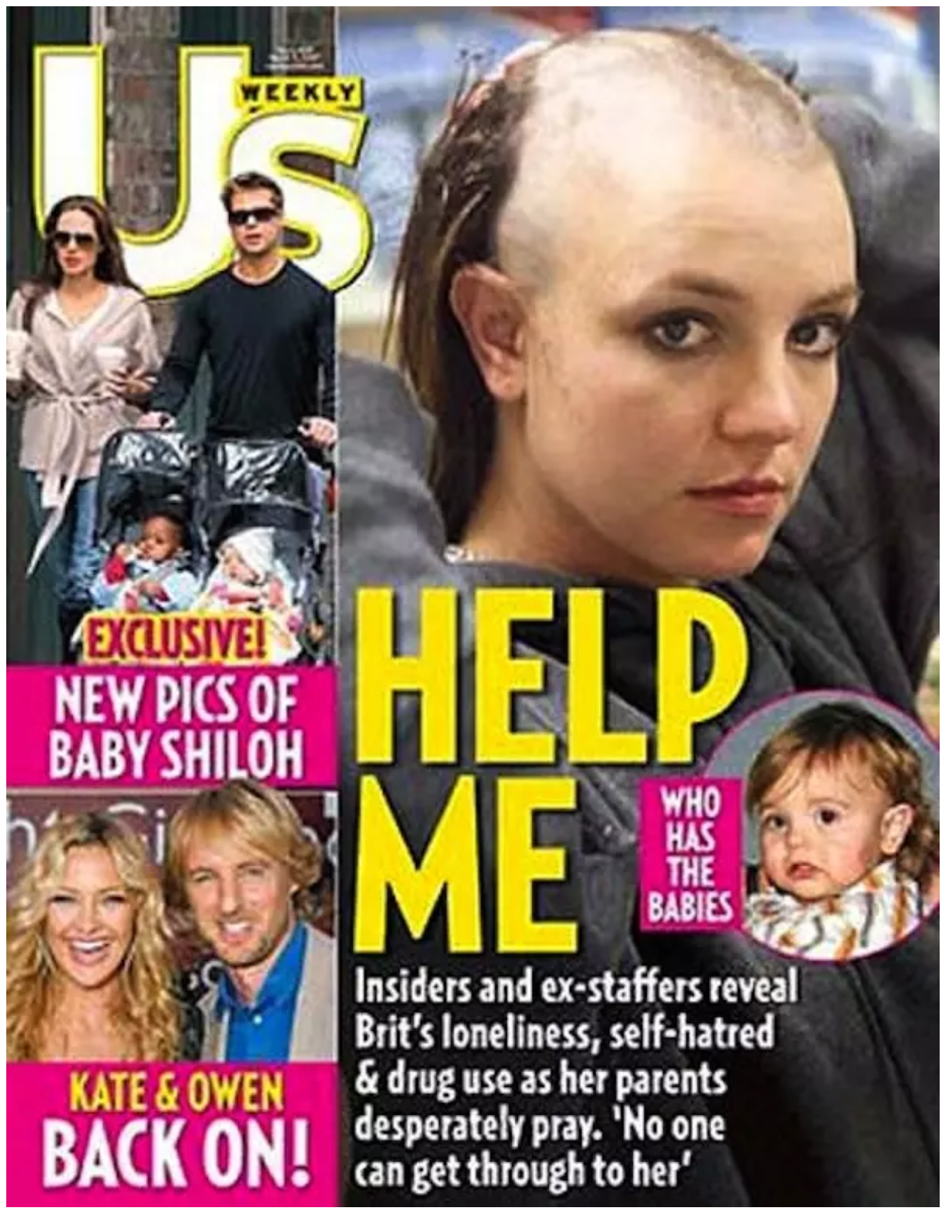 Us
WEEKLY
EXCLUSIVE!
NEW PICS OF
BABY SHILOH
KATE & OWEN
BACK ON!
HELP
ME
WHO
HAS
THE
BABIES
Insiders and ex-staffers reveal
Brit's loneliness, self-hatred
& drug use as her parents
desperately pray. 'No one
can get through to her'